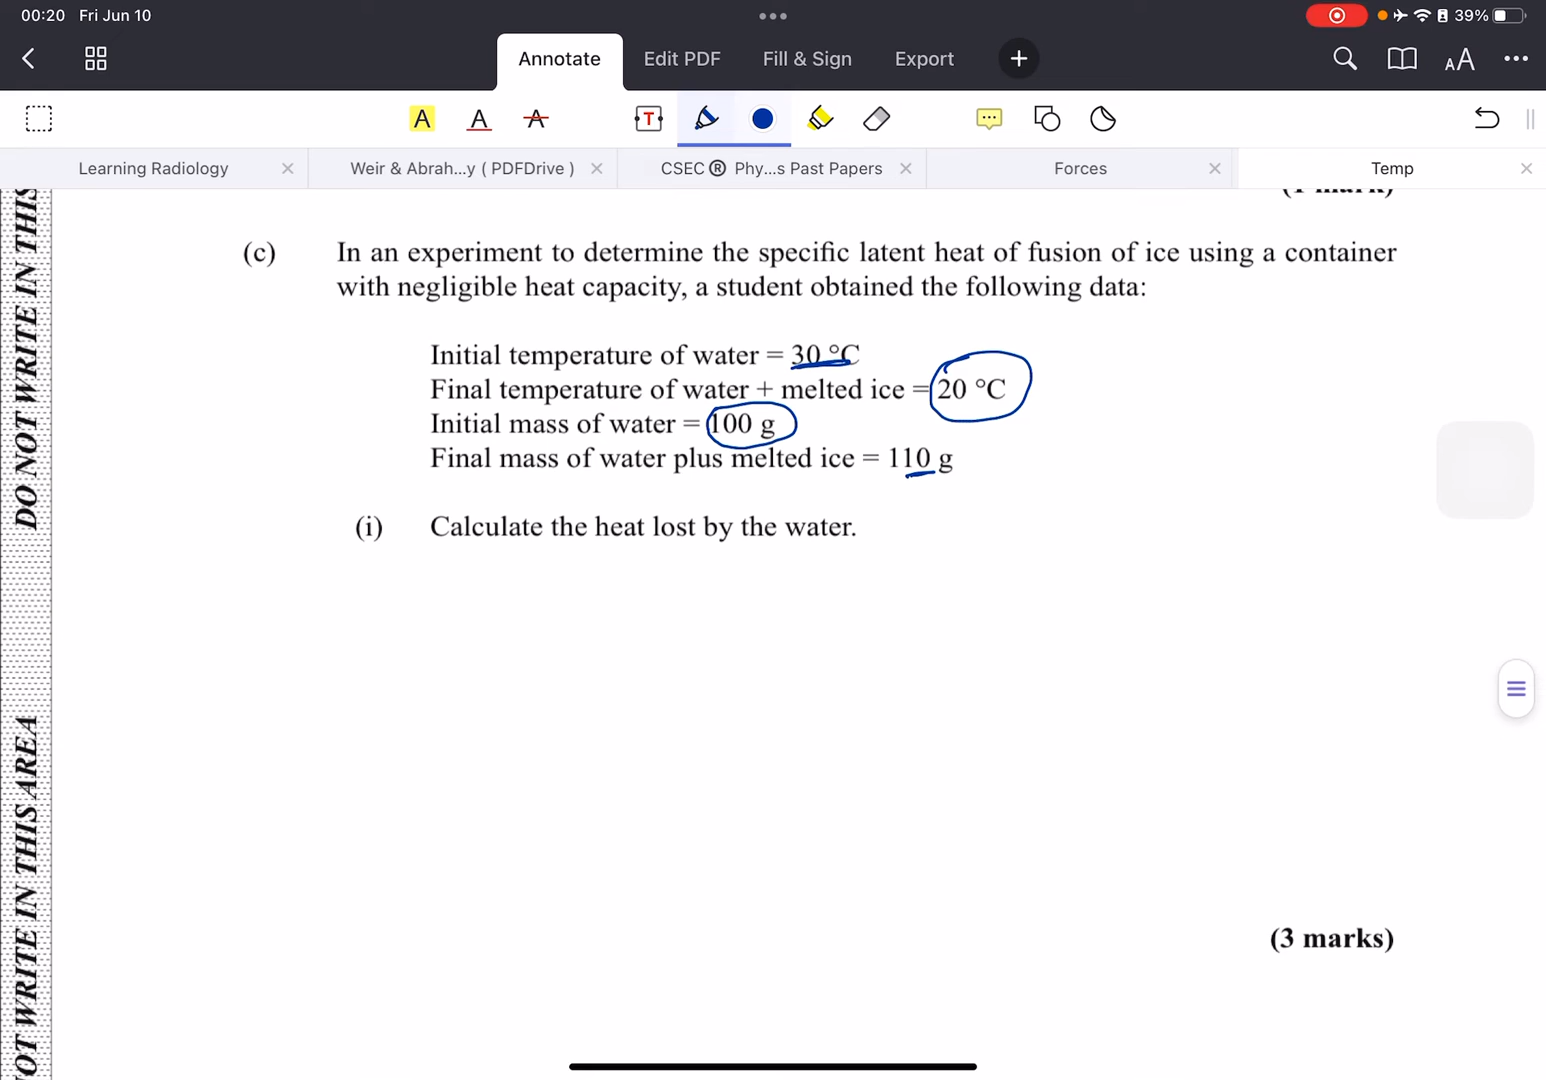 00:20 Fri Jun 10
39%
Annotate Edit PDF Fill & Sign Export
AA
A A A T
Learning Radiology Weir & Abrah...y ( PDFDrive ) CSEC® Phy...s Past Papers Forces Temp
(c) In an experiment to determine the specific latent heat of fusion of ice using a container
with negligible heat capacity, a student obtained the following data:
Initial temperature of water = 30 °C
Final temperature of water + melted ice = 20 °C
Initial mass of water = 100 g
Final mass of water plus melted ice = 110 g
(i) Calculate the heat lost by the water.
(3 marks)
DO NOT WRITE IN THIS
NOT WRITE IN THIS AREA